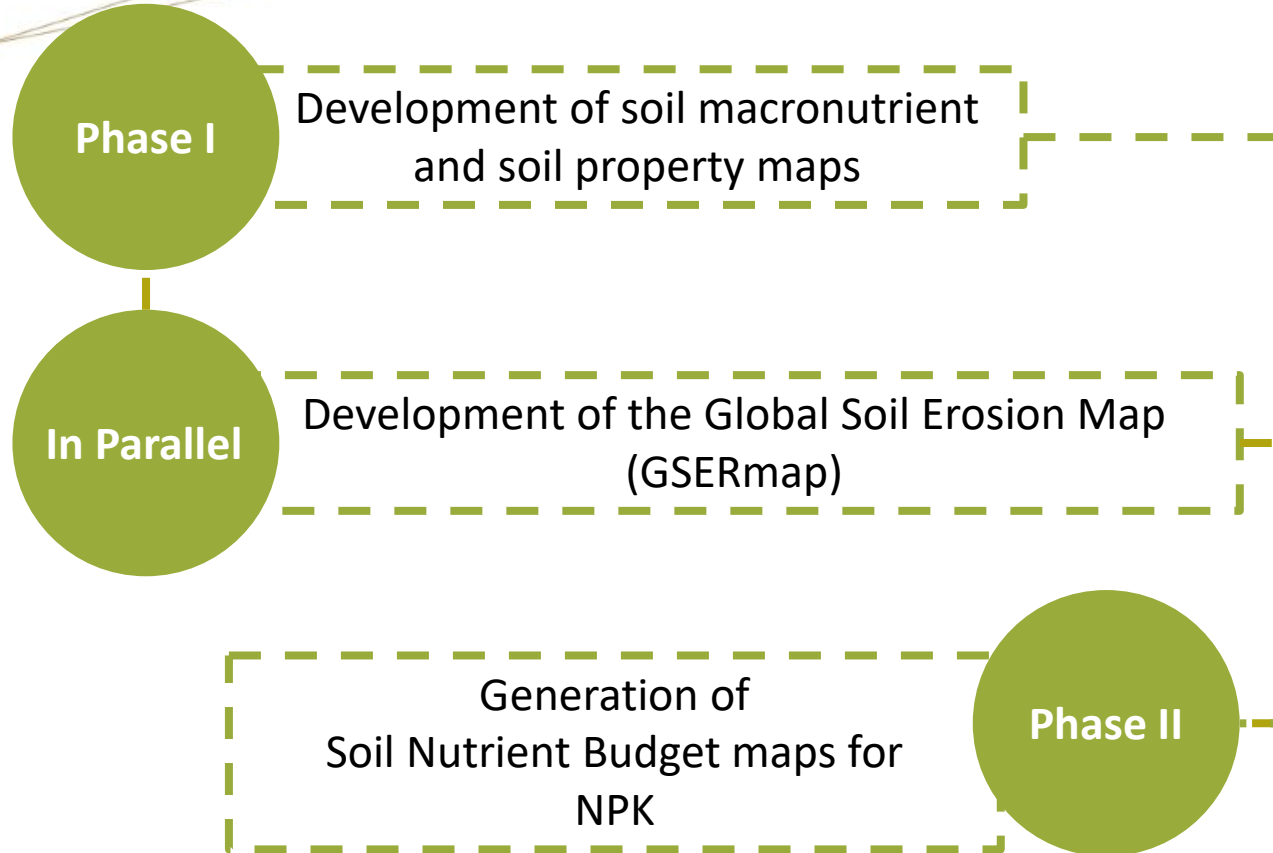 Phase I
Development of soil macronutrient
and soil property maps
In Parallel
Development of the Global Soil Erosion Map
(GSERmap)
Generation of
Soil Nutrient Budget maps for
NPK
Phase II